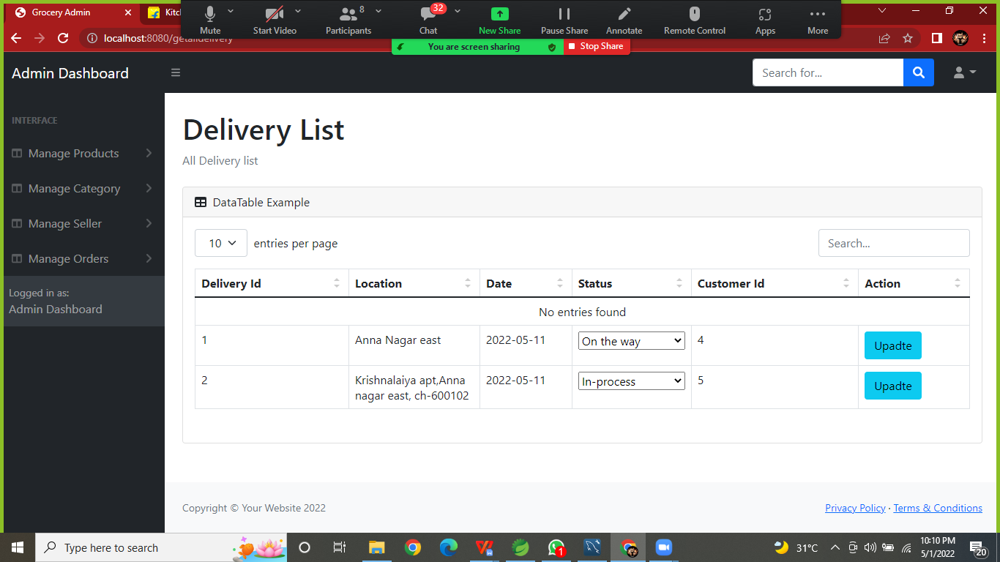 Grocery Admin
Kitch
Mute
Start Video
8
Participants
32
Chat
New Share
Pause Share
Annotate
Remote Control
Apps
More
localhost:8080/getalldelivery
You are screen sharing
Stop Share
Admin Dashboard
Search for...
INTERFACE
Manage Products
Manage Category
Manage Seller
Manage Orders
Logged in as:
Admin Dashboard
Delivery List
All Delivery list
DataTable Example
10 entries per page
Search...
Delivery Id Location Date Status Customer Id Action
No entries found
1 Anna Nagar east 2022-05-11 On the way 4 Upadte
2 Krishnalaiya apt,Anna nagar east, ch-600102 2022-05-11 In-process 5 Upadte
Copyright © Your Website 2022
Privacy Policy · Terms & Conditions
Type here to search
1
31°C
10:10 PM
5/1/2022
20